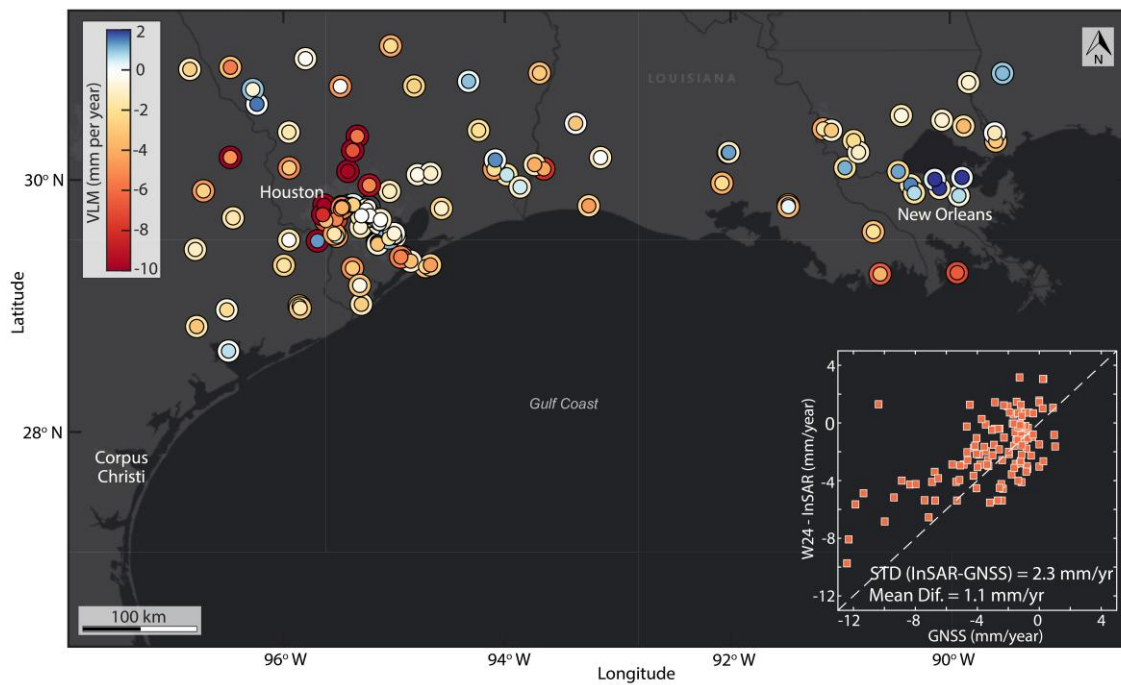 2
0
-2
-4
-6
-8
-10
VLM (mm per year)
N
LOUISIANA
30°N
Houston
New Orleans
Latitude
28°N
Gulf Coast
Corpus
Christi
100 km
4
0
-4
-8
-12
W24 - InSAR (mm/year)
STD (InSAR-GNSS) = 2.3 mm/yr
Mean Dif. = 1.1 mm/yr
-12 -8 -4 0 4
GNSS (mm/year)
96°W 94°W 92°W 90°W
Longitude